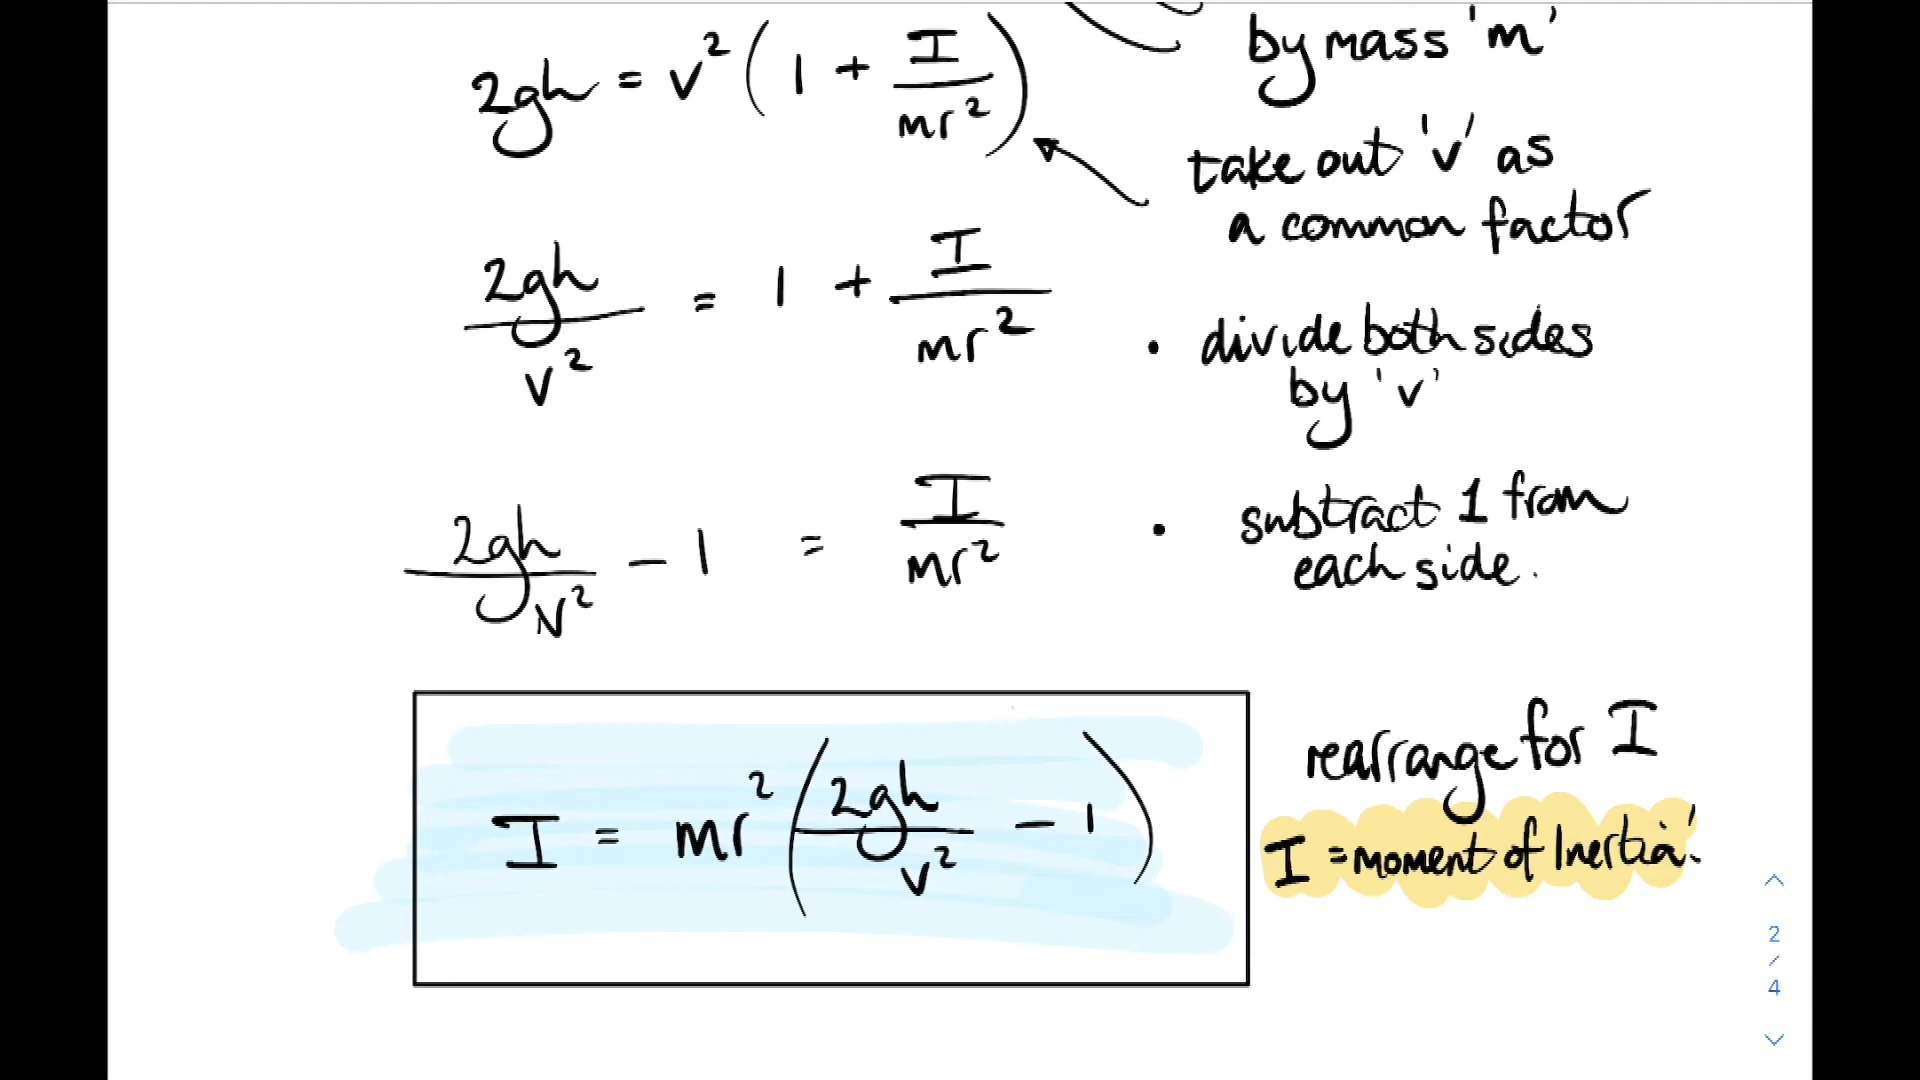 by mass 'm'
2gh = v² ( 1 + I/mr² )
take out 'v' as
a common factor
2gh/v² = 1 + I/mr²
• divide both sides
by 'v'
2gh/v² - 1 = I/mr²
• subtract 1 from
each side.
I = mr² ( 2gh/v² - 1 )
rearrange for I
I = moment of Inertia.'
2
/
4